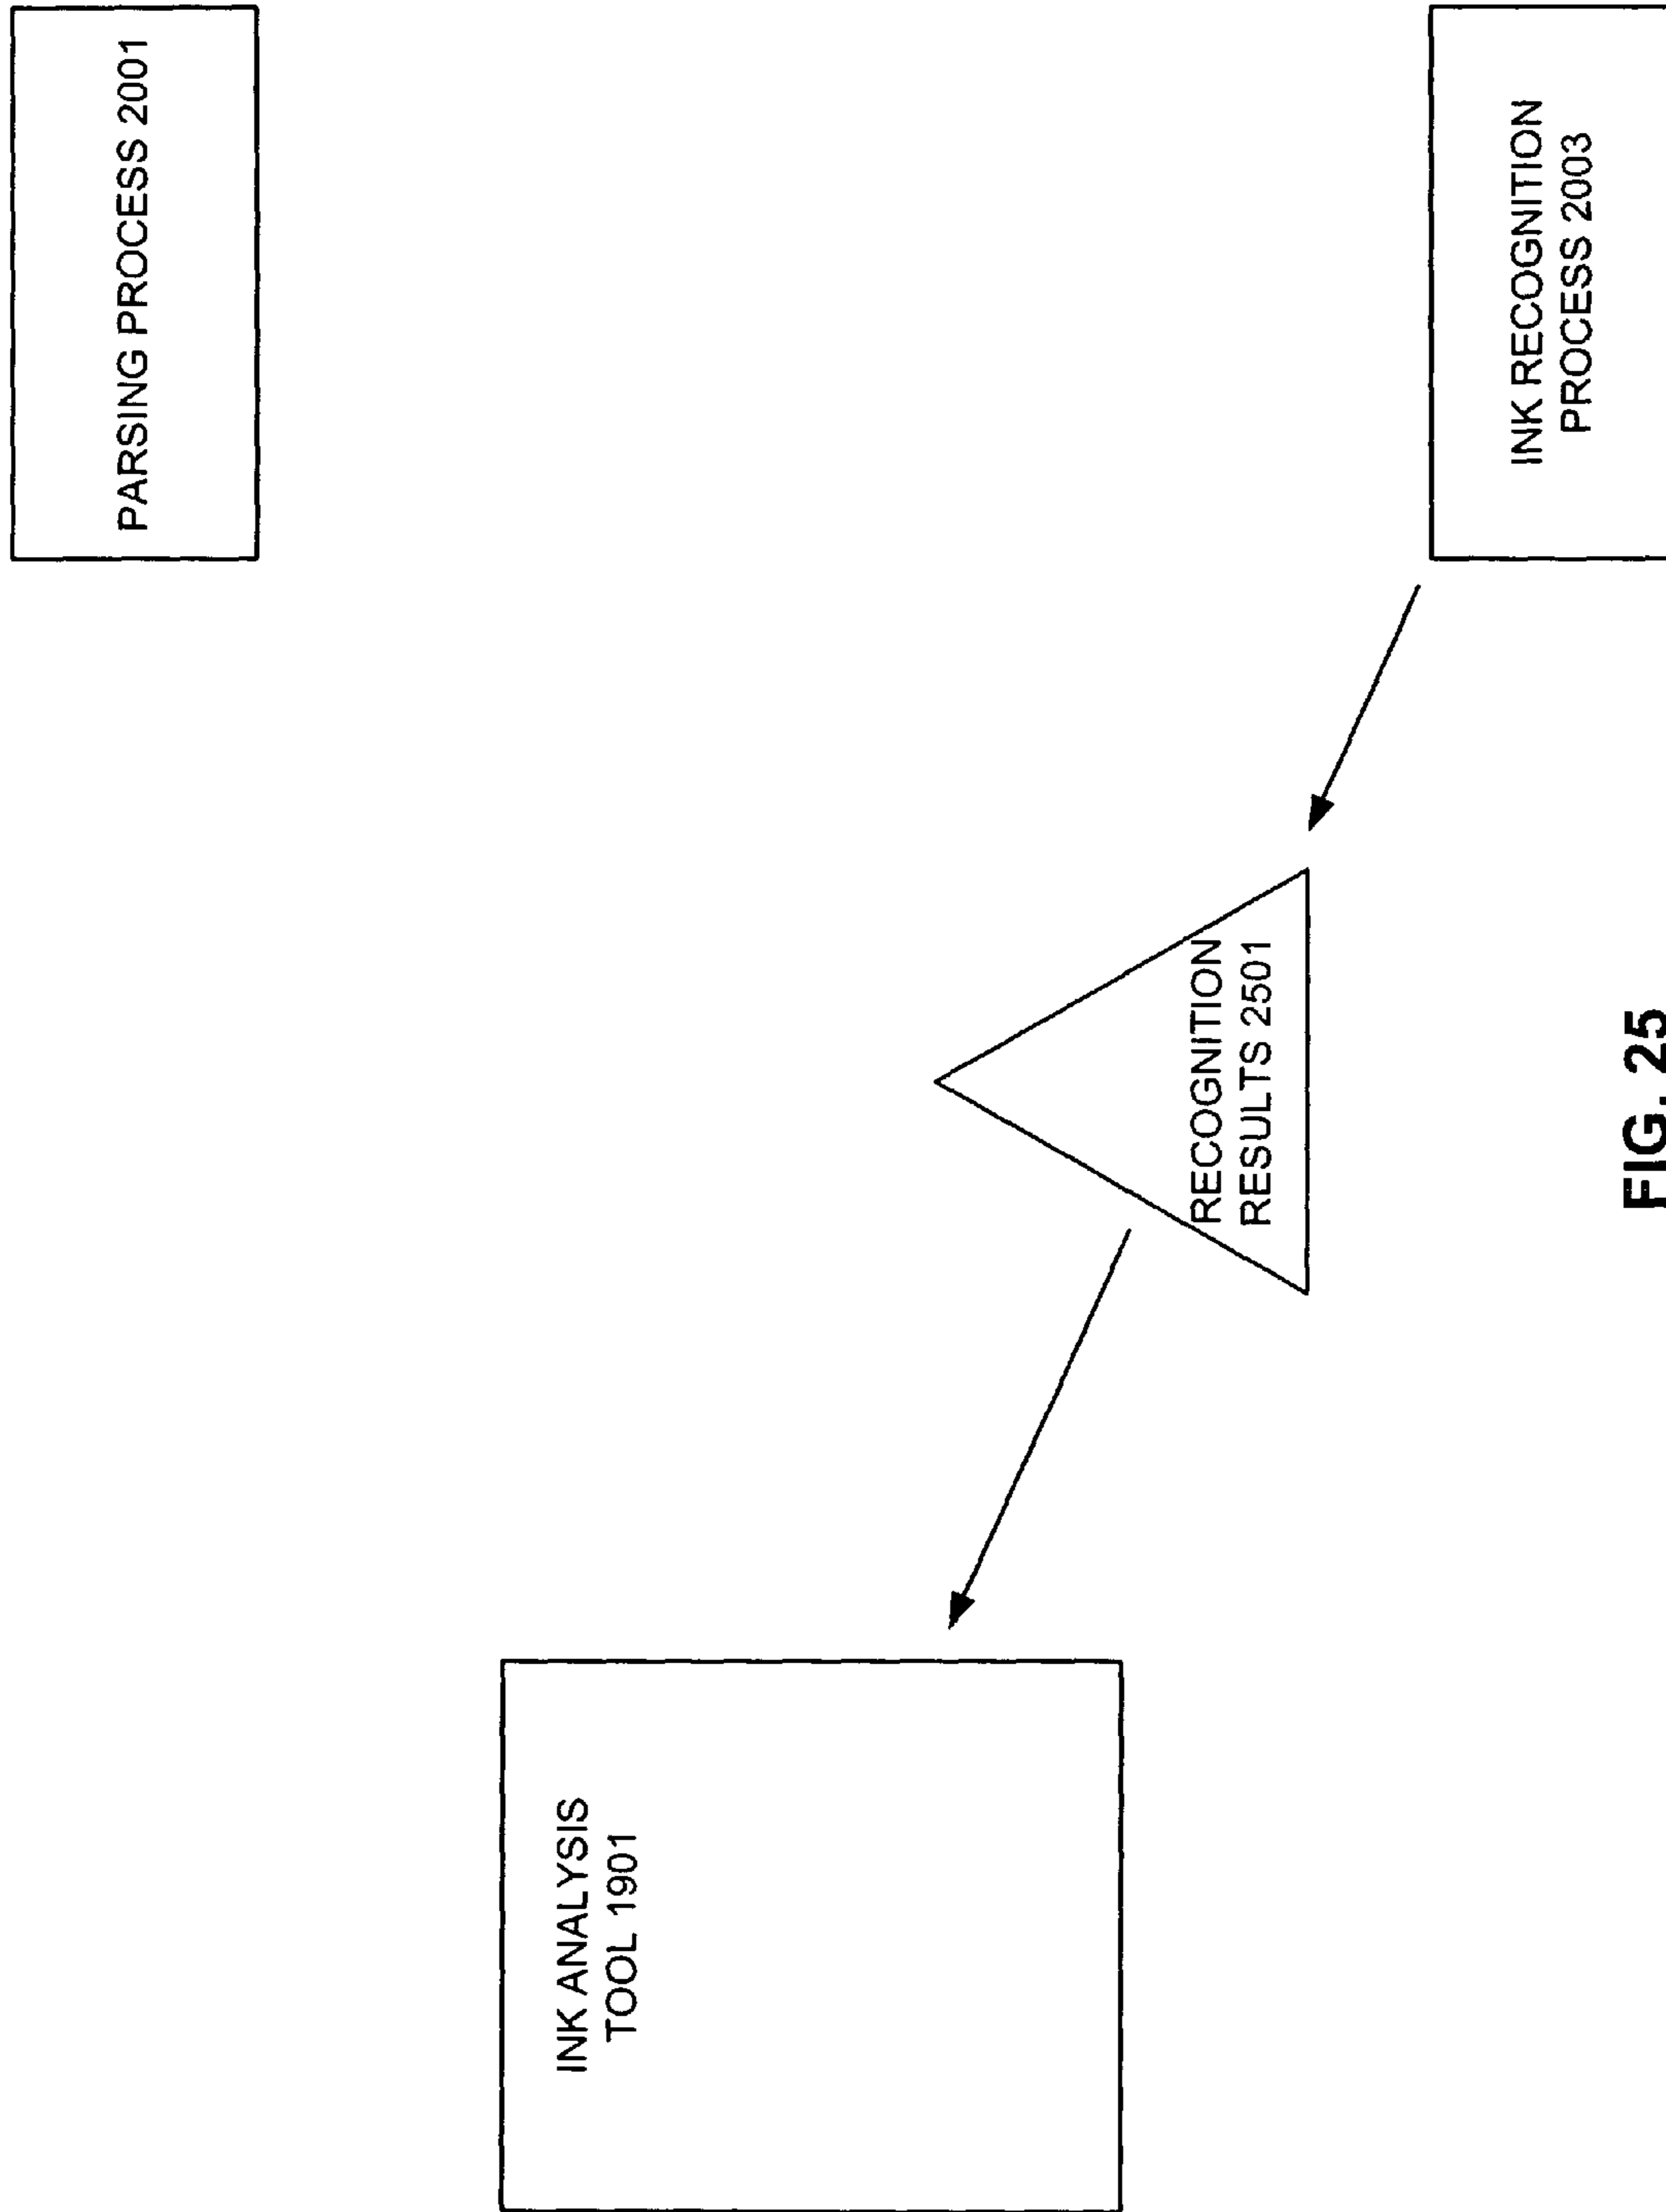 PARSING PROCESS 2001
INK ANALYSIS
TOOL 1901
RECOGNITION
RESULTS 2501
INK RECOGNITION
PROCESS 2003
FIG. 25